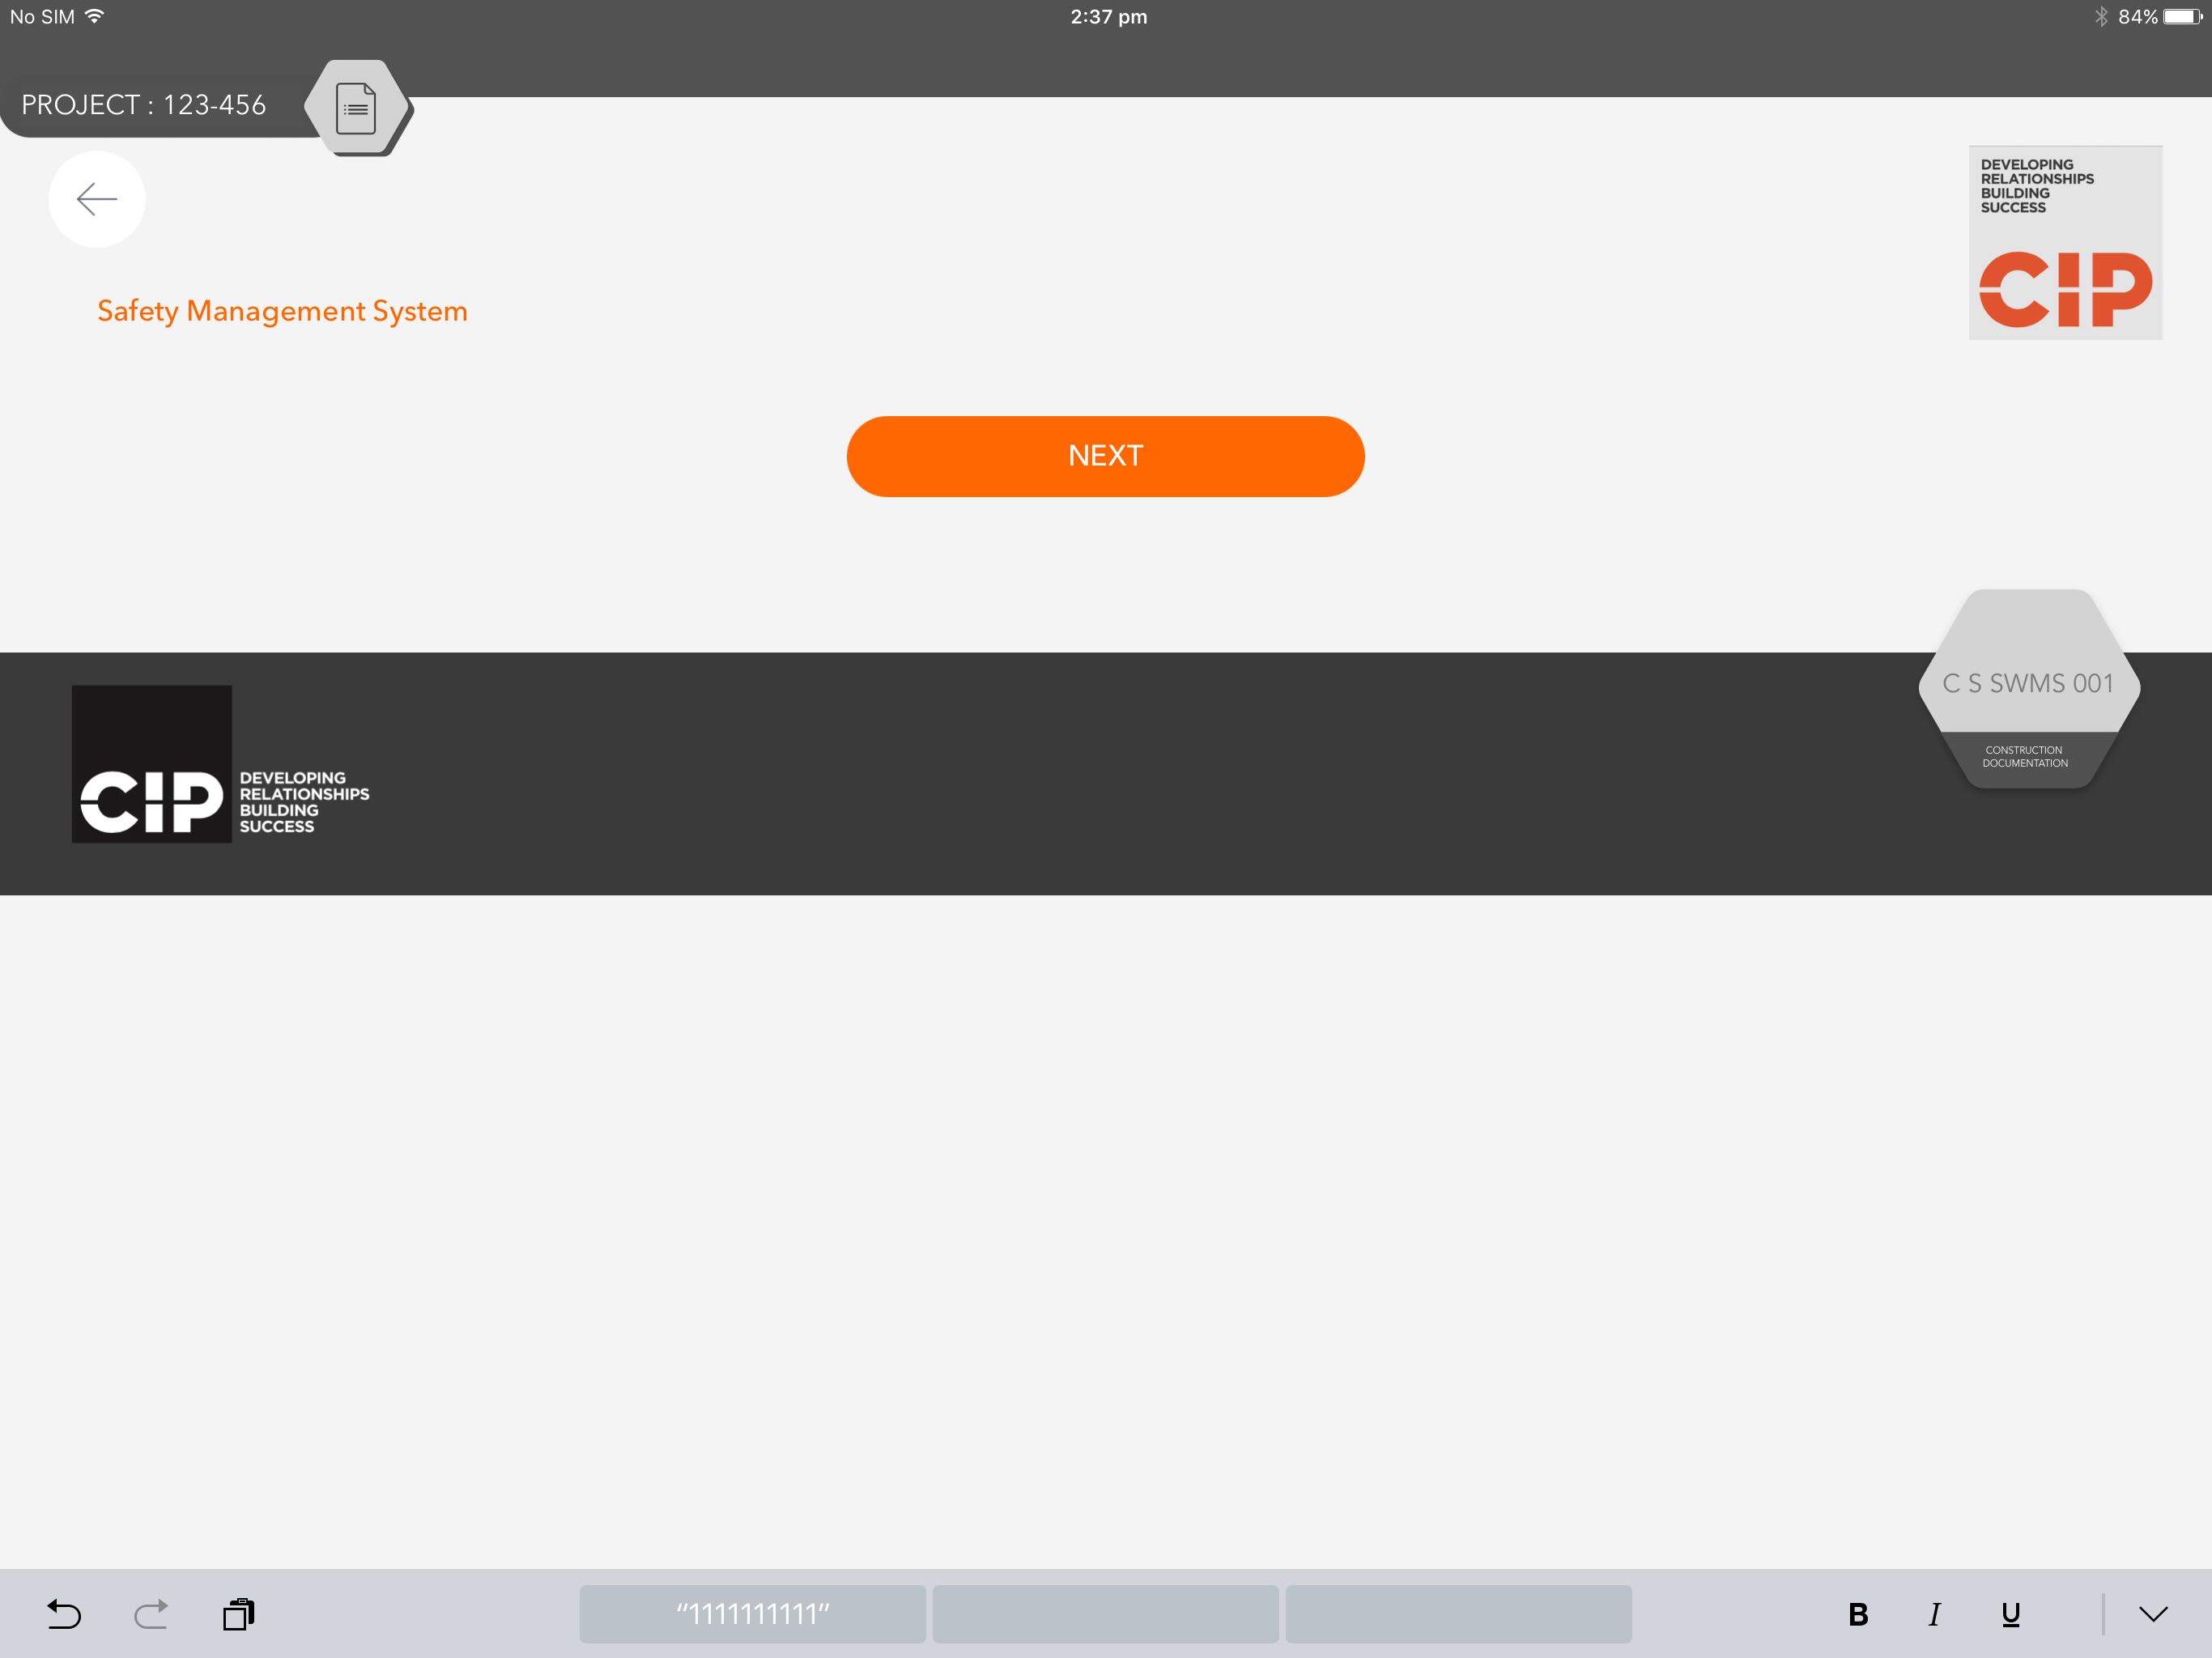 No SIM
2:37 pm
84%
PROJECT : 123-456
DEVELOPING
RELATIONSHIPS
BUILDING
SUCCESS
CIP
Safety Management System
NEXT
C S SWMS 001
CONSTRUCTION
DOCUMENTATION
CIP
DEVELOPING
RELATIONSHIPS
BUILDING
SUCCESS
“1111111111”
B I U